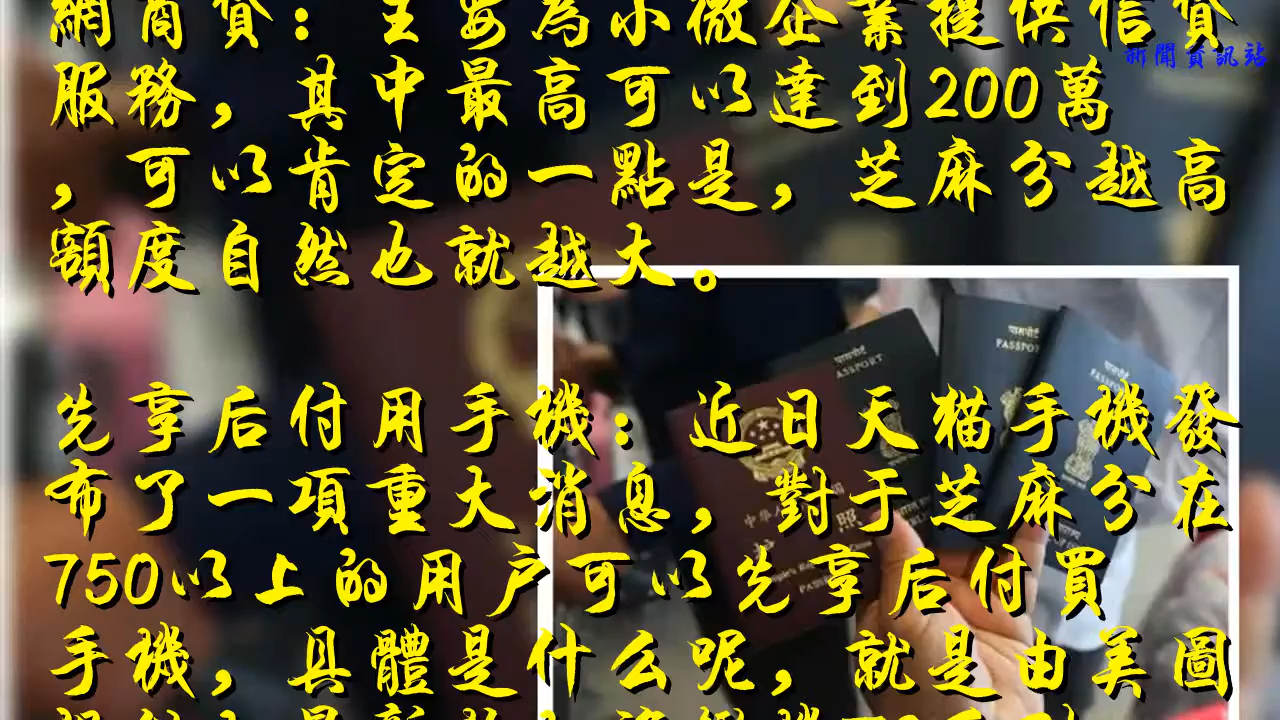 網商貸：主要為小微企業提供信貸
新聞資訊站
服務，其中最高可以達到200萬
，可以肯定的一點是，芝麻分越高
額度自然也就越大。
पासपोर्ट
PASSPORT
पासपोर्ट
先享后付用手機：近日天猫手機發
布了一項重大消息，對于芝麻分在
750以上的用户可以先享后付買
手機，具體是什么呢，就是由美圖